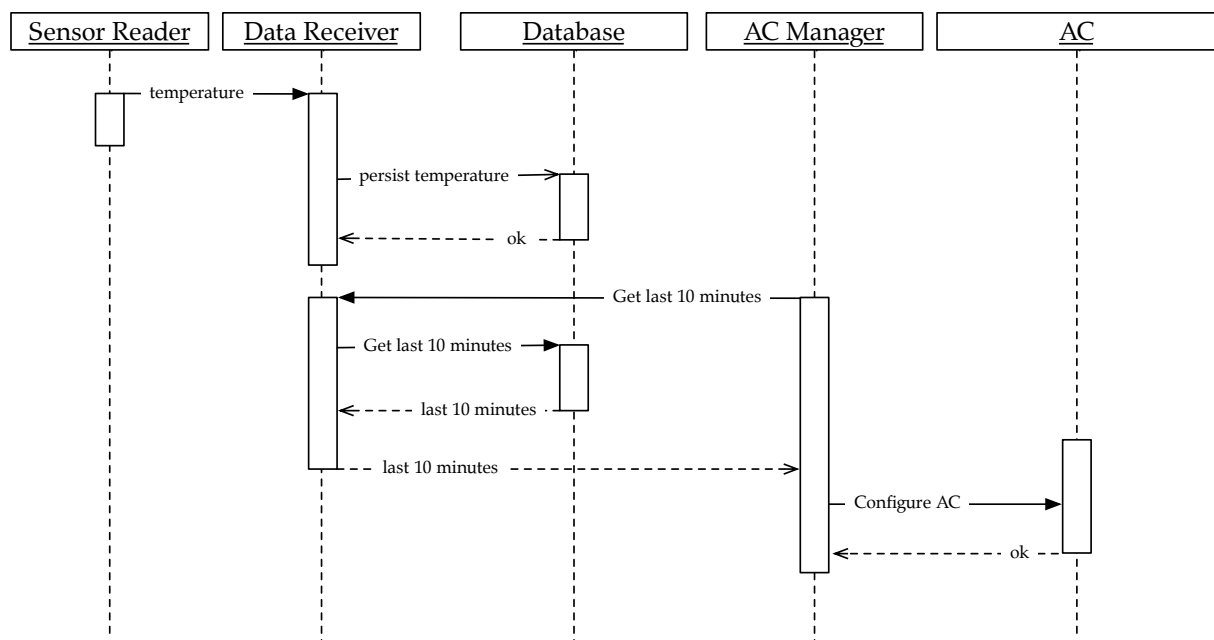 Sensor Reader
Data Receiver
Database
AC Manager
AC
temperature
persist temperature
ok
Get last 10 minutes
Get last 10 minutes
last 10 minutes
last 10 minutes
Configure AC
ok